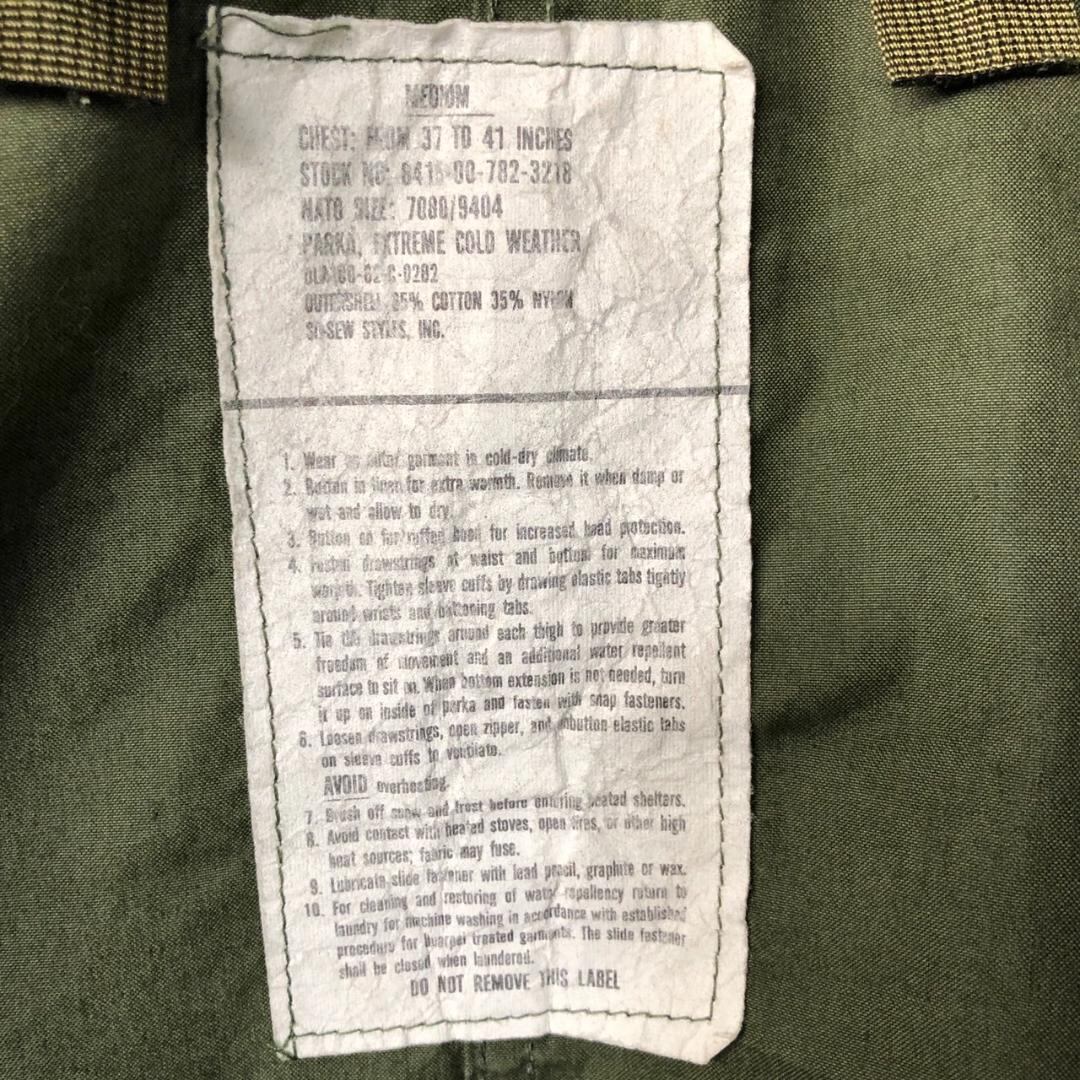 MEDIUM
CHEST: FROM 37 TO 41 INCHES
STOCK NO: 8415-00-782-3218
NATO SIZE: 7080/9404
PARKA, EXTREME COLD WEATHER
DLA100-82-C-0282
OUTERSHELL 65% COTTON 35% NYLON
SO-SEW STYLES, INC.
1. Wear as outer garment in cold-dry climate.
2. Button in liner for extra warmth. Remove it when damp or
wet and allow to dry.
3. Button on fur ruffed hood for increased head protection.
4. Fasten drawstrings at waist and bottom for maximum
warmth. Tighten sleeve cuffs by drawing elastic tabs tightly
around wrists and buttoning tabs.
5. Tie the drawstrings around each thigh to provide greater
freedom of movement and an additional water repellent
surface to sit on. When bottom extension is not needed, turn
it up on inside of parka and fasten with snap fasteners.
6. Loosen drawstrings, open zipper, and unbutton elastic tabs
on sleeve cuffs to ventilate.
AVOID overheating.
7. Brush off snow and frost before entering heated shelters.
8. Avoid contact with heated stoves, open fires, or other high
heat sources; fabric may fuse.
9. Lubricate slide fastener with lead pencil, graphite or wax.
10. For cleaning and restoring of water repellency return to
laundry for machine washing in accordance with established
procedure for quarpel treated garments. The slide fastener
shall be closed when laundered.
DO NOT REMOVE THIS LABEL